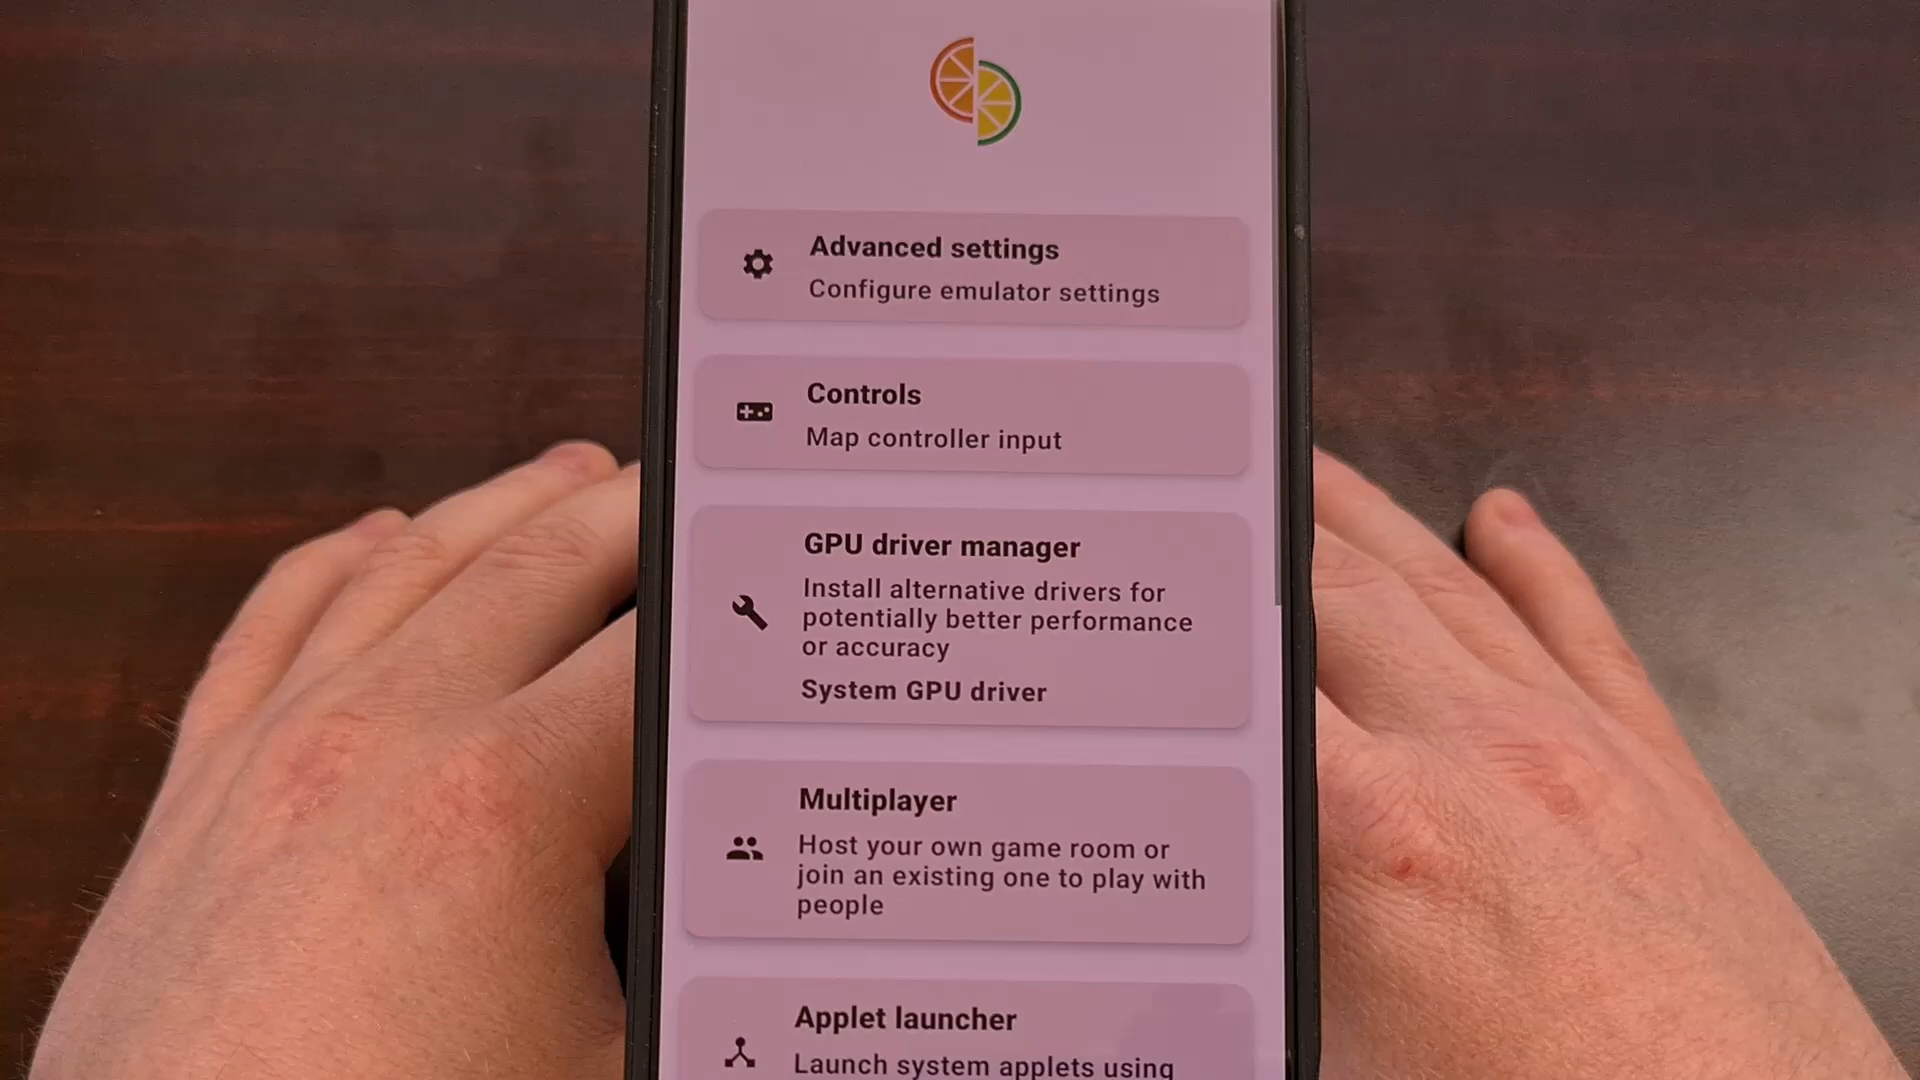 Advanced settings
Configure emulator settings
Controls
Map controller input
GPU driver manager
Install alternative drivers for
potentially better performance
or accuracy
System GPU driver
Multiplayer
Host your own game room or
join an existing one to play with
people
Applet launcher
Launch system applets using